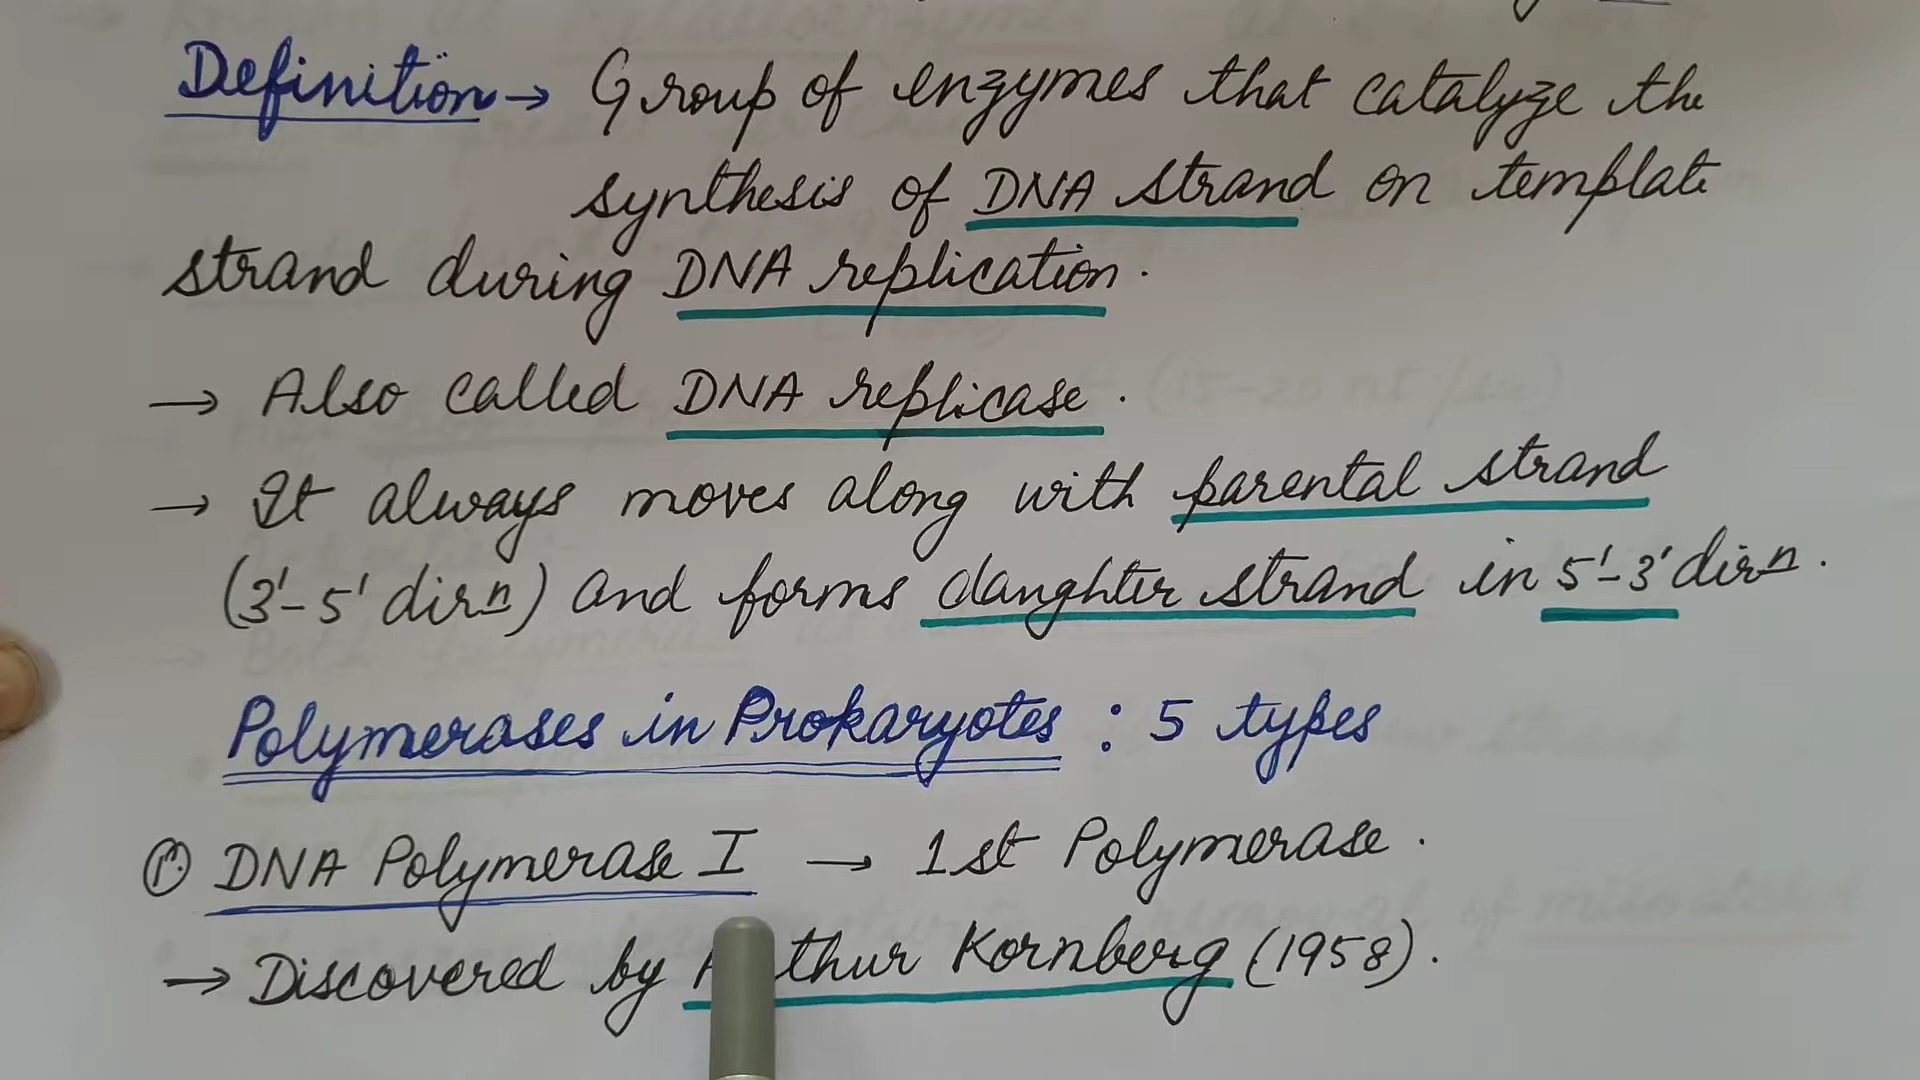 Definition → Group of enzymes that catalyze the
synthesis of DNA strand on template
strand during DNA replication.
→ Also called DNA replicase.
→ It always moves along with parental strand
(3'-5' dirn) and forms daughter strand in 5'-3' dirn.
Polymerases in Prokaryotes : 5 types
① DNA Polymerase I → 1st Polymerase.
→ Discovered by Arthur Kornberg (1958).